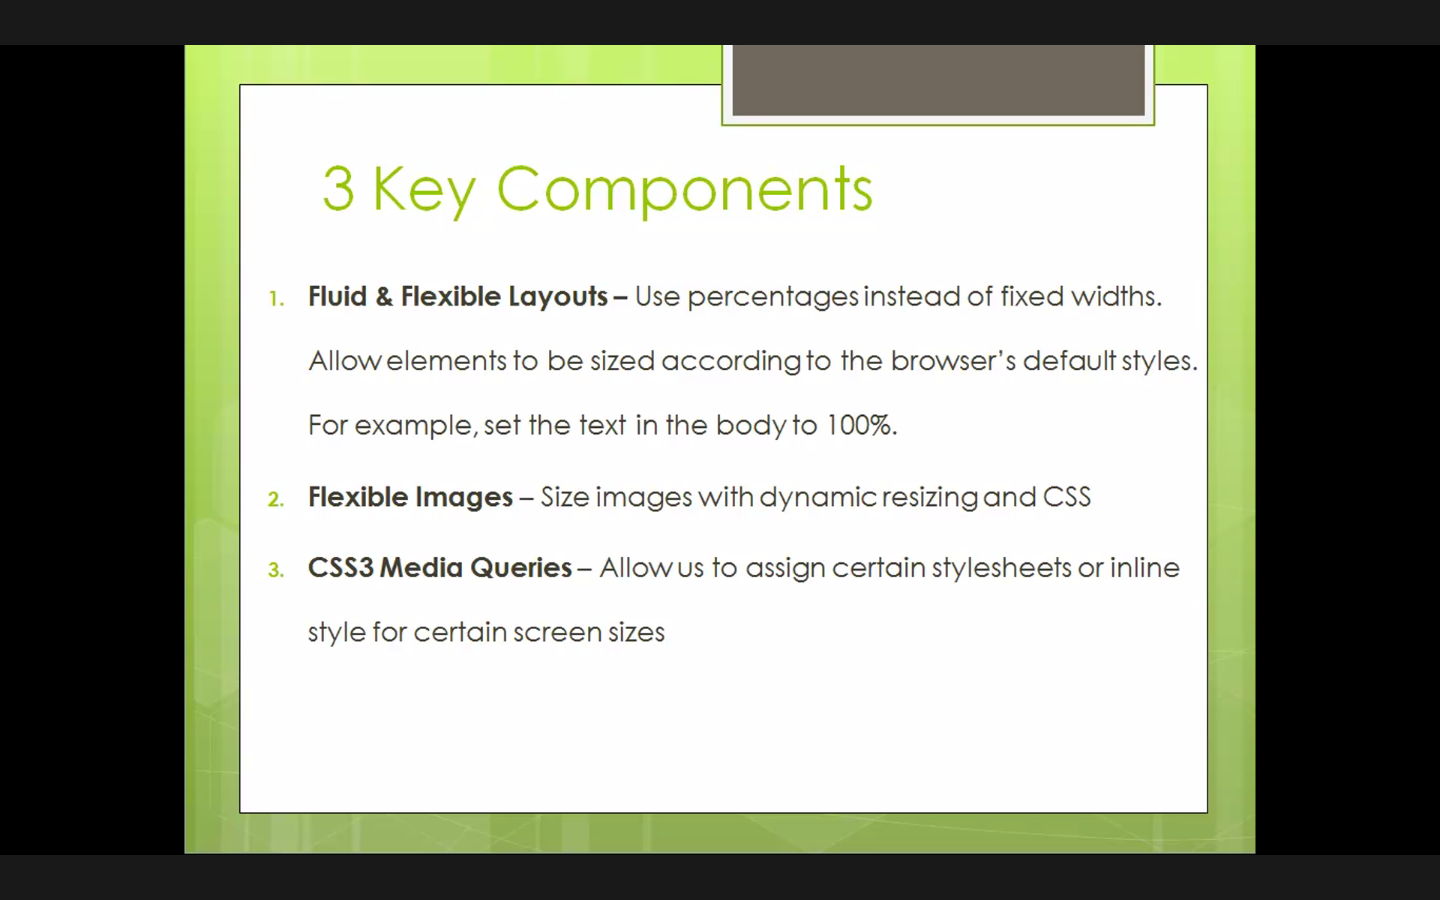 3 Key Components
1. Fluid & Flexible Layouts – Use percentages instead of fixed widths.
Allow elements to be sized according to the browser’s default styles.
For example, set the text in the body to 100%.
2. Flexible Images – Size images with dynamic resizing and CSS
3. CSS3 Media Queries – Allow us to assign certain stylesheets or inline
style for certain screen sizes